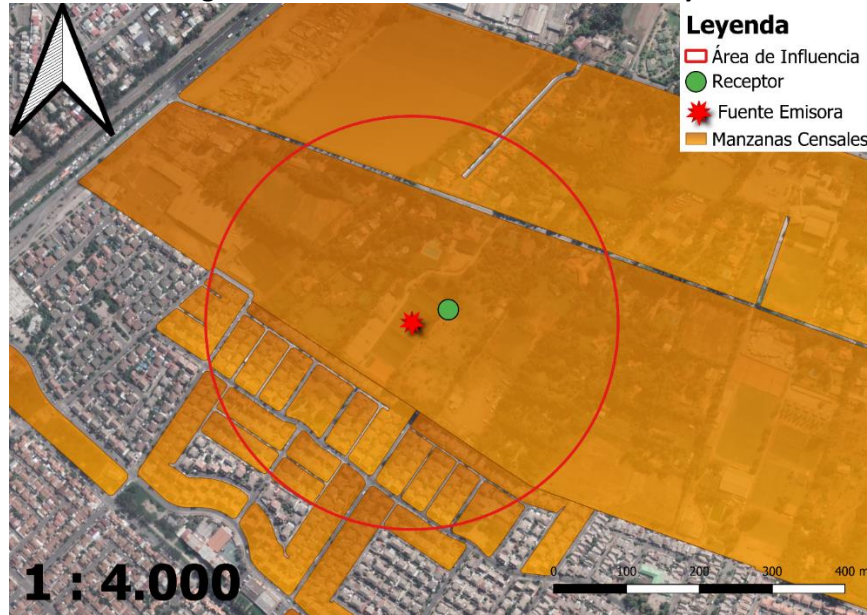 Leyenda
Área de Influencia
Receptor
Fuente Emisora
Manzanas Censales
1 : 4.000
0 100 200 300 400 m